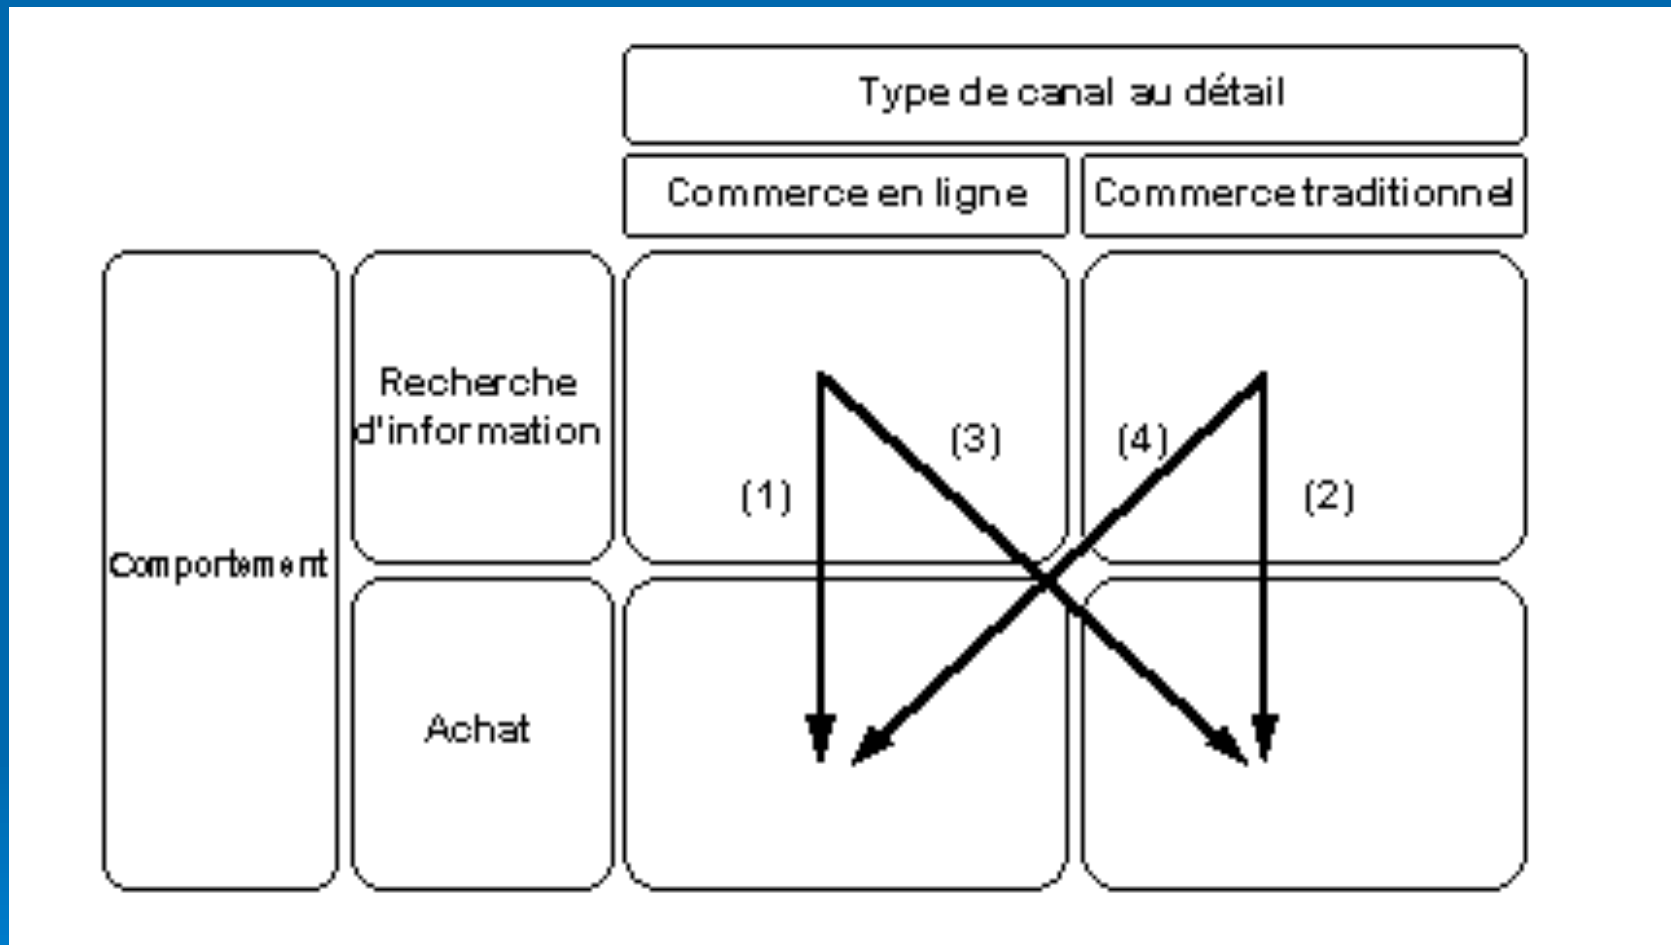 Type de canal au détail
Commerce en ligne
Commerce traditionnel
Recherche
d'information
(3)
(4)
(1)
(2)
Comportement
Achat